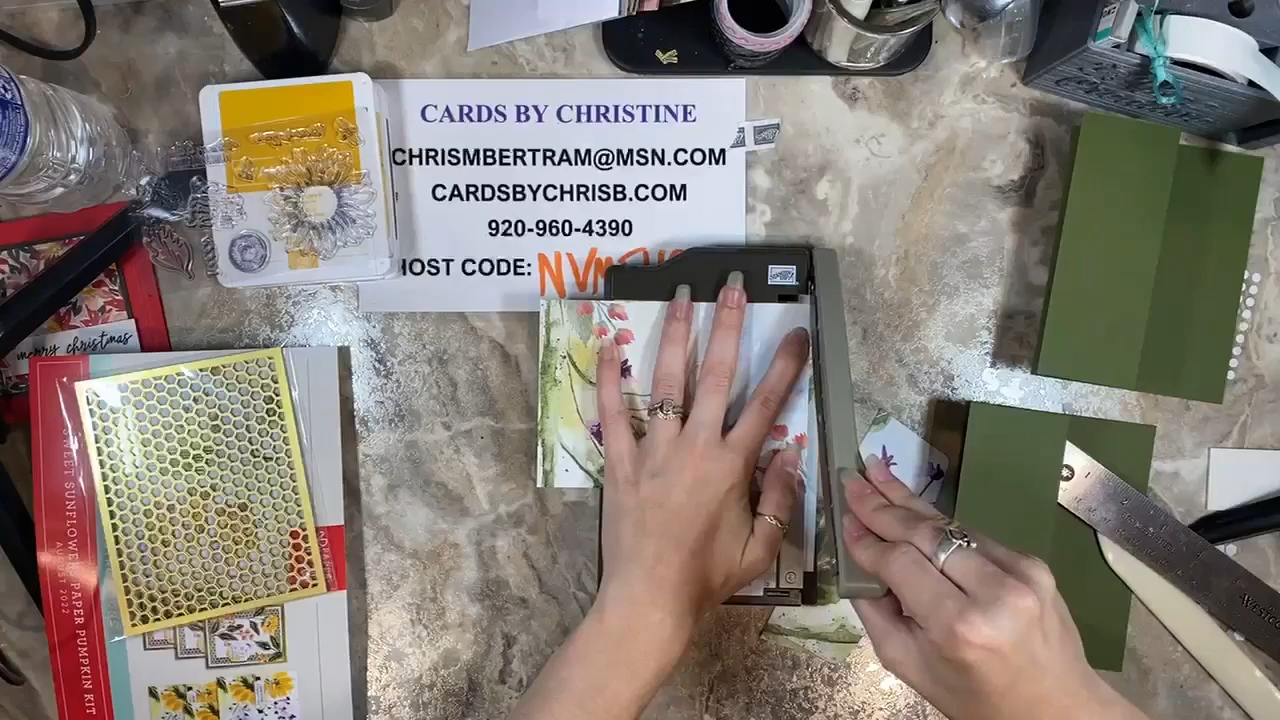 CARDS BY CHRISTINE
CHRISMBERTRAM@MSN.COM
CARDSBYCHRISB.COM
920-960-4390
HOST CODE:
merry christmas
SWEET SUNFLOWERS PAPER PUMPKIN KIT
AUGUST 2022